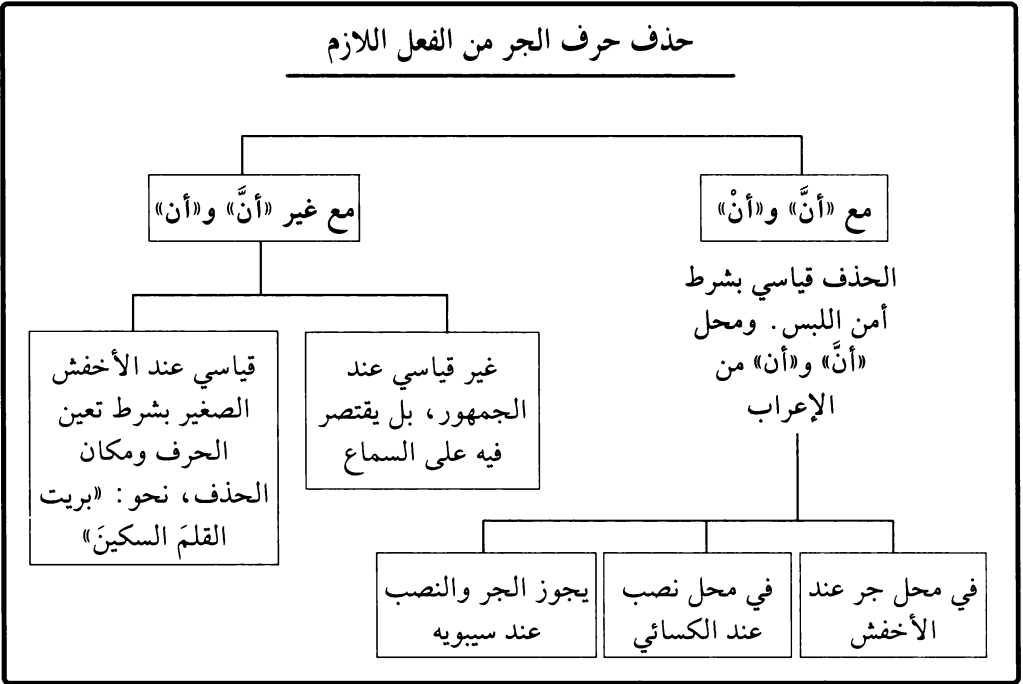 حذف حرف الجر من الفعل اللازم
مع «أنَّ» و«أنْ»
الحذف قياسي بشرط
أمن اللبس. ومحل
«أنَّ» و«أن» من
الإعراب
في محل جر عند
الأخفش
في محل نصب
عند الكسائي
يجوز الجر والنصب
عند سيبويه
مع غير «أنَّ» و«أن»
غير قياسي عند
الجمهور، بل يقتصر
فيه على السماع
قياسي عند الأخفش
الصغير بشرط تعين
الحرف ومكان
الحذف، نحو: «بريت
القلمَ السكينَ»